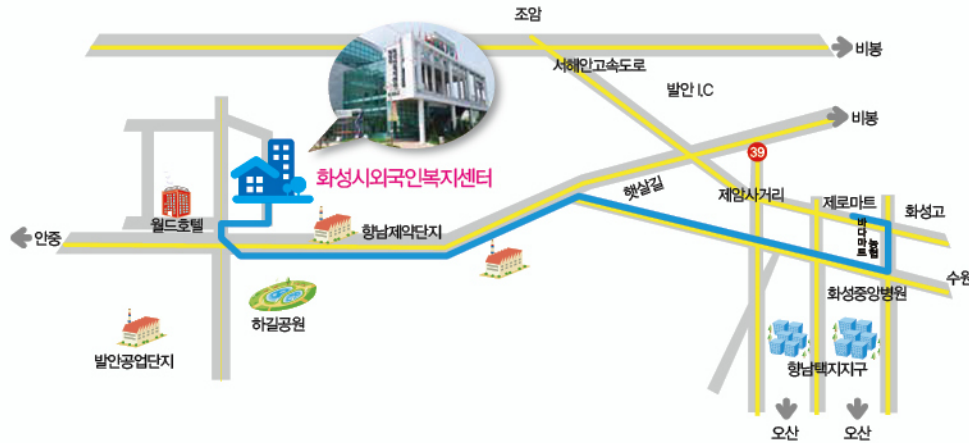 조암
비봉
서해안고속도로
발안 I.C
비봉
39
화성시외국인복지센터
햇살길
제암사거리
제로마트
화성고
월드호텔
향남제약단지
바다마트
농협
안중
수원
화성중앙병원
하길공원
발안공업단지
향남택지지구
오산
오산